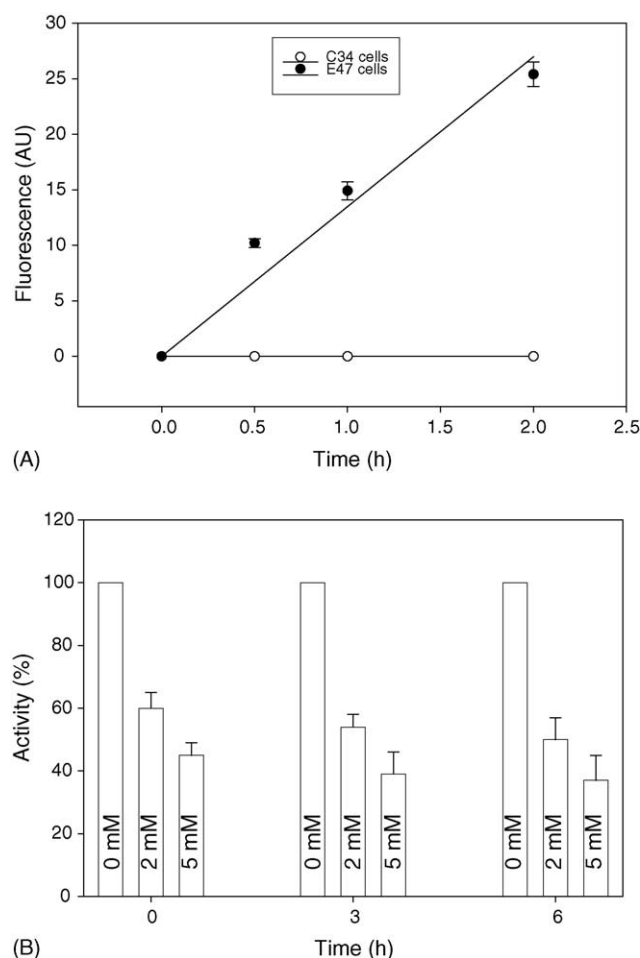 30
25
20
15
10
5
0
Fluorescence (AU)
C34 cells
E47 cells
0.0 0.5 1.0 1.5 2.0 2.5
(A) Time (h)
120
100
80
60
40
20
0
Activity (%)
0 mM 2 mM 5 mM 0 mM 2 mM 5 mM 0 mM 2 mM 5 mM
0 3 6
(B) Time (h)